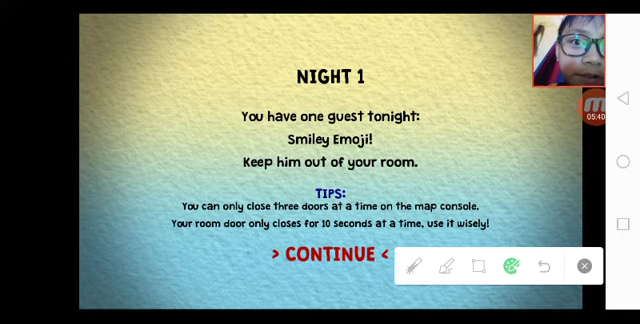 NIGHT 1
You have one guest tonight:
Smiley Emoji!
Keep him out of your room.
TIPS:
You can only close three doors at a time on the map console.
Your room door only closes for 10 seconds at a time, use it wisely!
> CONTINUE <
05:40